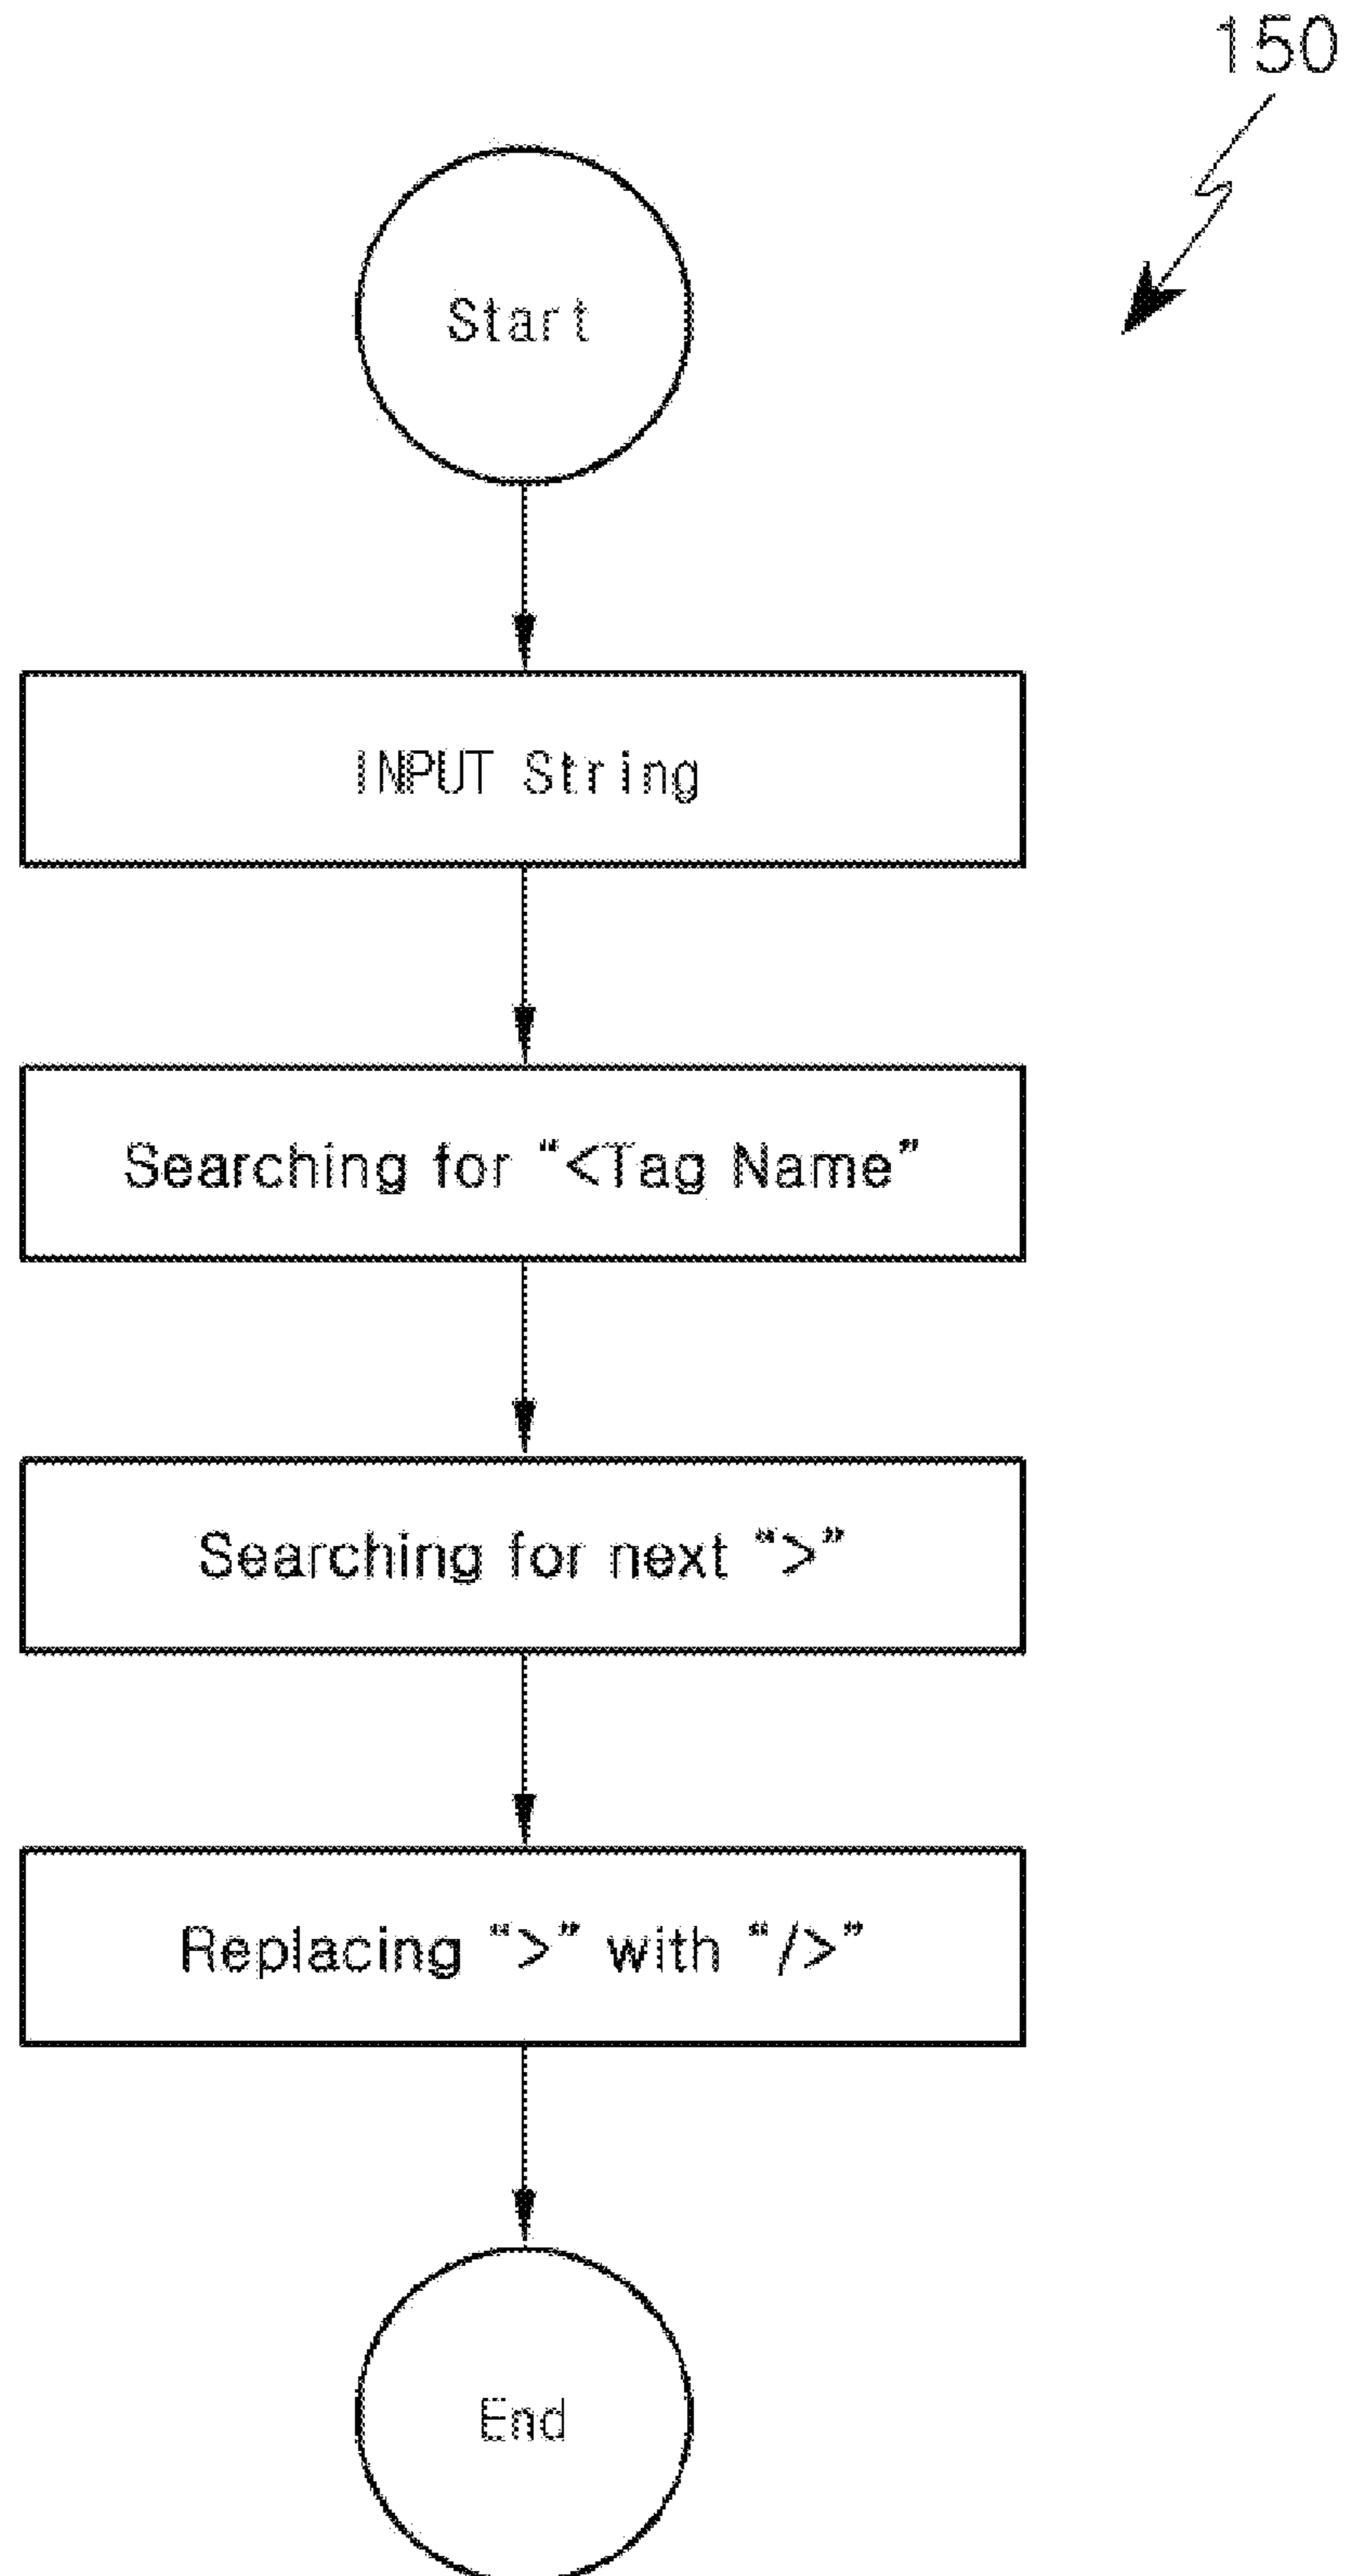 150
Start
INPUT String
Searching for “<Tag Name”
Searching for next “>”
Replacing “>” with “/>”
End